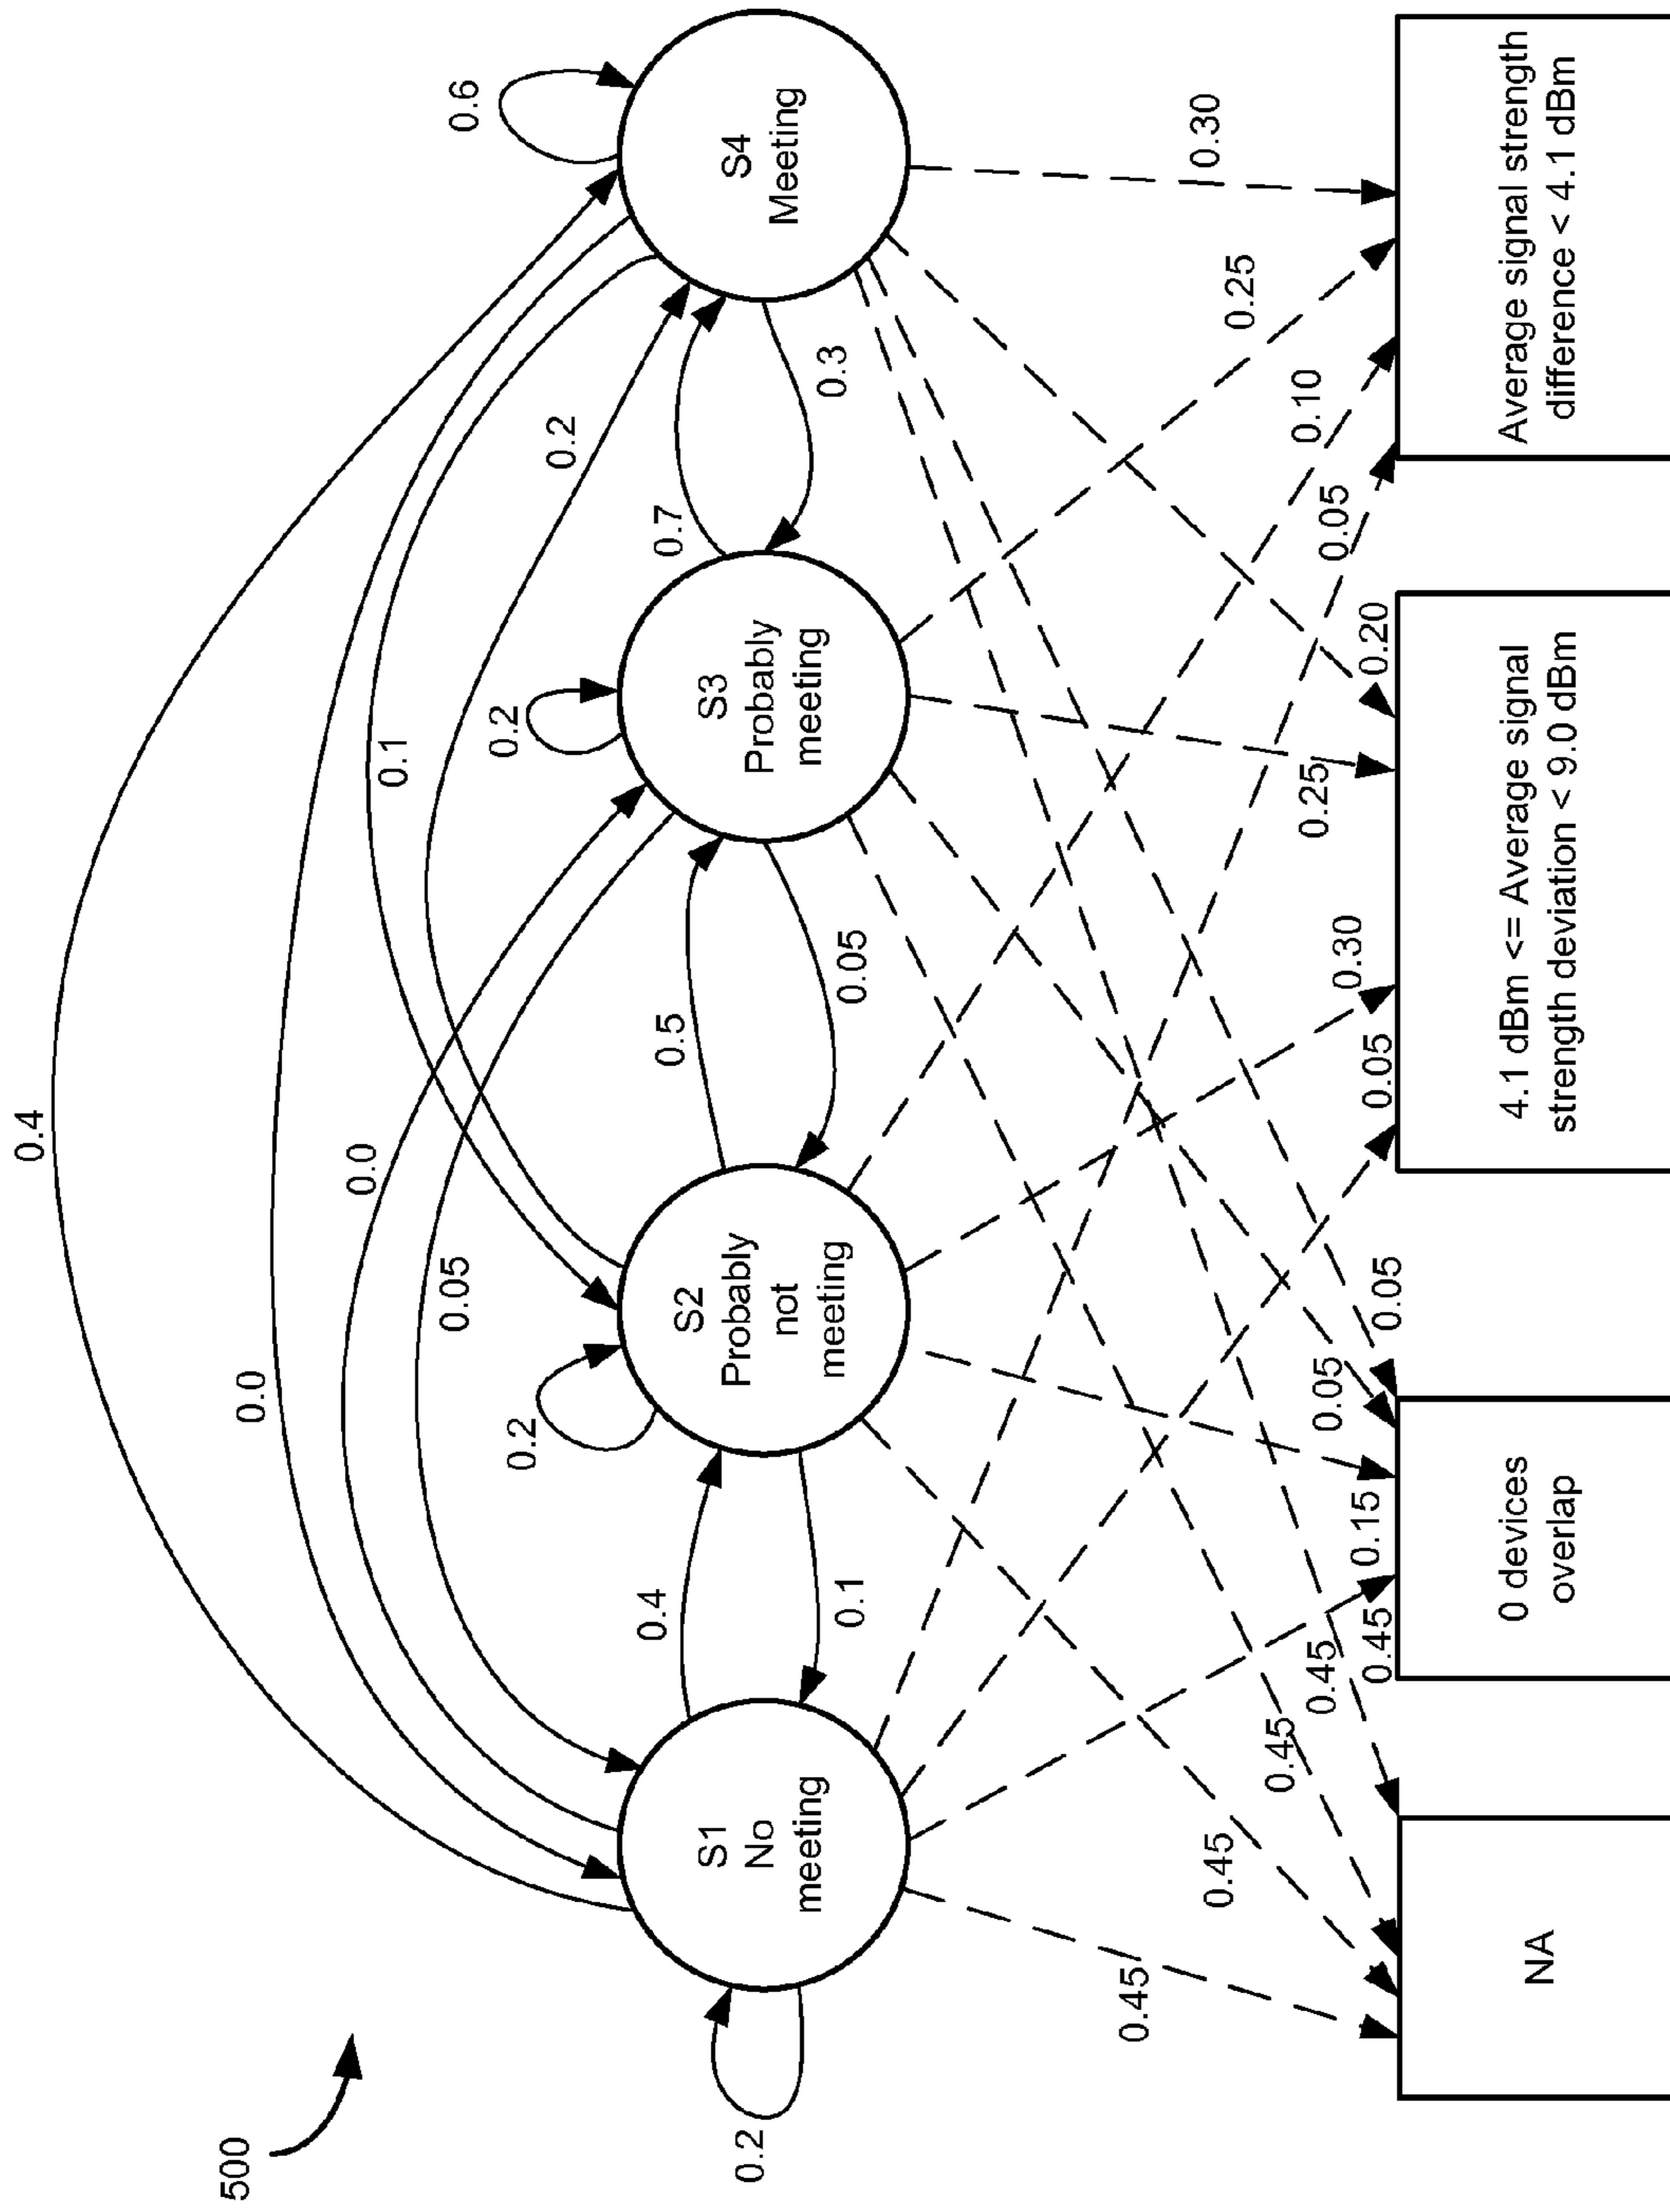 500
0.4
0.0
0.0
0.05
0.1
0.2
0.6
0.2
0.2
0.2
0.4
0.1
0.5
0.05
0.7
0.3
S1
No
meeting
S2
Probably
not
meeting
S3
Probably
meeting
S4
Meeting
0.45
0.45
0.45
0.45
0.45
0.15
0.05
0.05
0.05
0.30
0.25
0.20
0.05
0.10
0.25
0.30
NA
0 devices
overlap
4.1 dBm <= Average signal
strength deviation < 9.0 dBm
Average signal strength
difference < 4.1 dBm